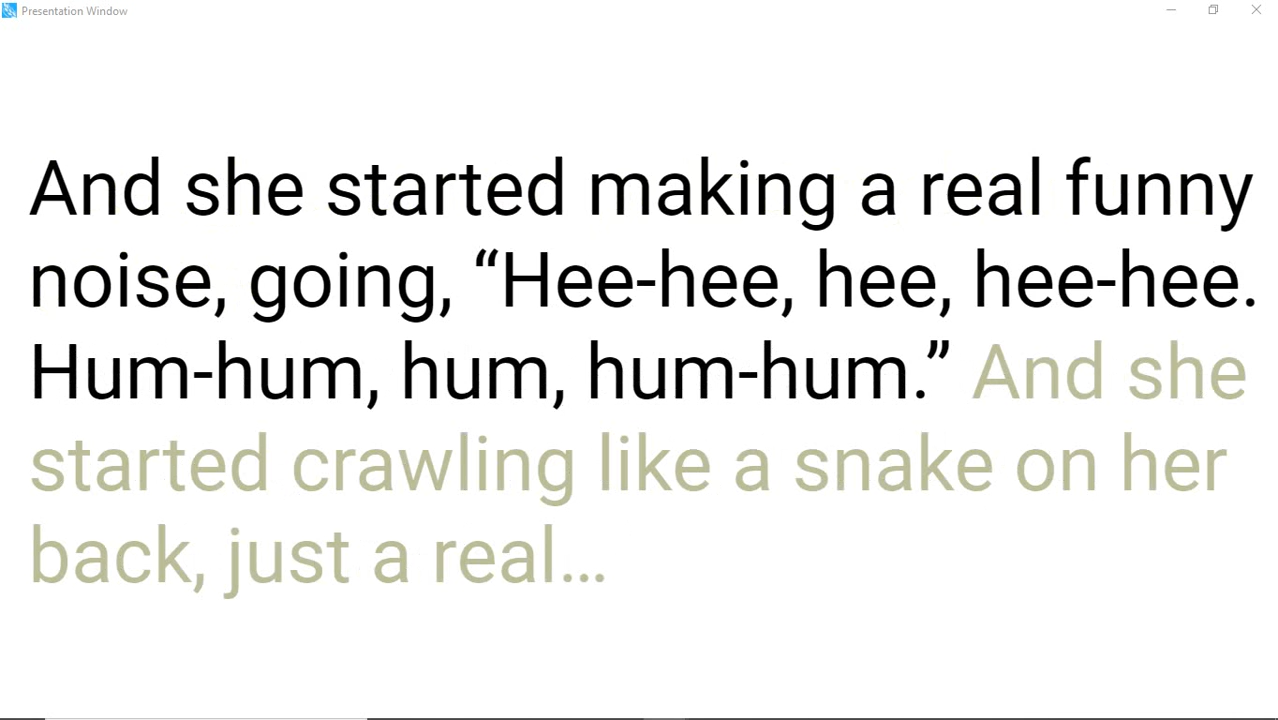 Presentation Window
And she started making a real funny
noise, going, “Hee-hee, hee, hee-hee.
Hum-hum, hum, hum-hum.” And she
started crawling like a snake on her
back, just a real…